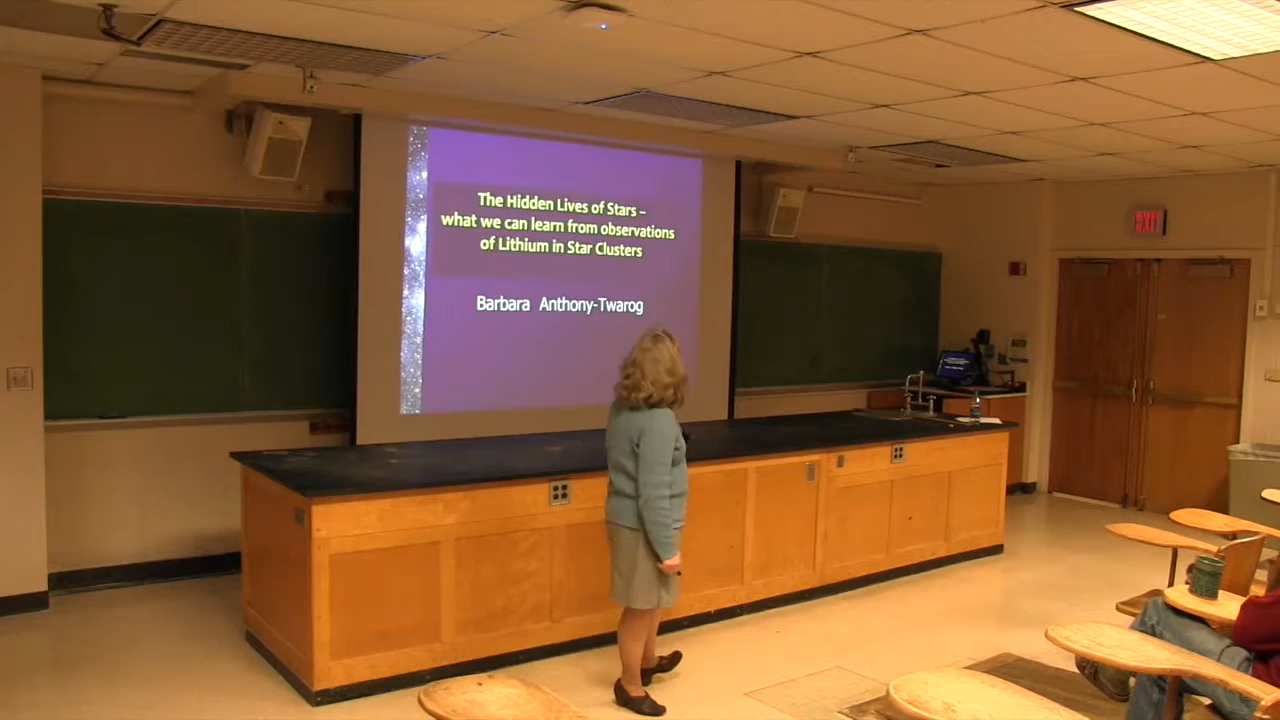 The Hidden Lives of Stars –
what we can learn from observations
of Lithium in Star Clusters
Barbara Anthony-Twarog
EXIT